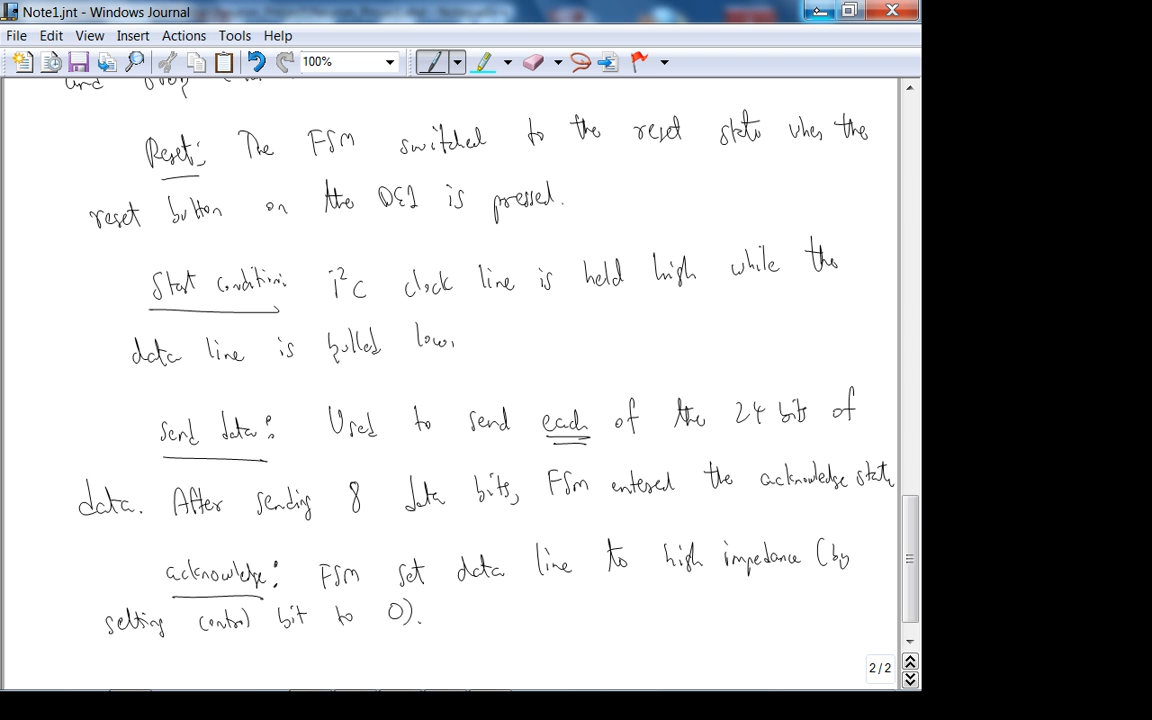 Note1.jnt - Windows Journal
File Edit View Insert Actions Tools Help
100%
and
Reset: The FSM switched to the reset state when the
reset button on the DE2 is pressed.
Start condition: I²C clock line is held high while the
data line is pulled low.
Send data: Used to send each of the 24 bits of
data. After sending 8 data bits, FSM entered the acknowledge state
acknowledge: FSM set data line to high impedance (by
setting control bit to 0).
2/2